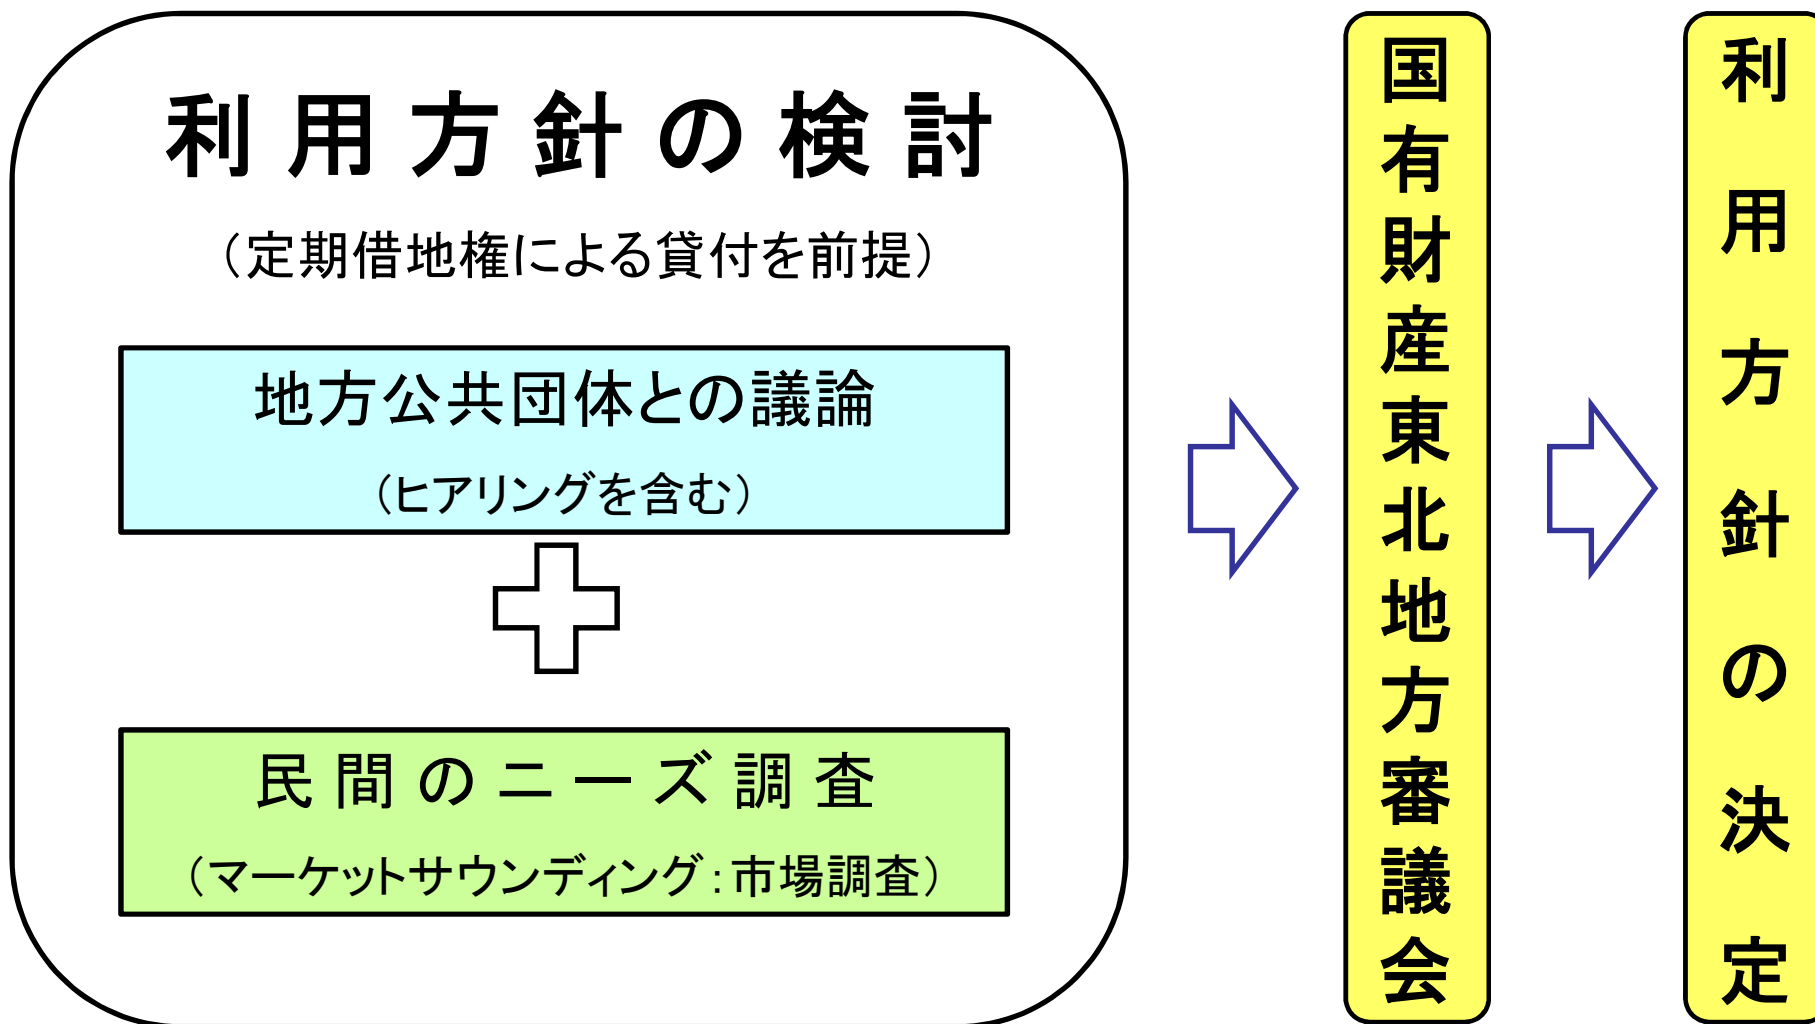 利用方針の検討
（定期借地権による貸付を前提）
地方公共団体との議論
（ヒアリングを含む）
民間のニーズ調査
（マーケットサウンディング：市場調査）
国有財産東北地方審議会
利用方針の決定